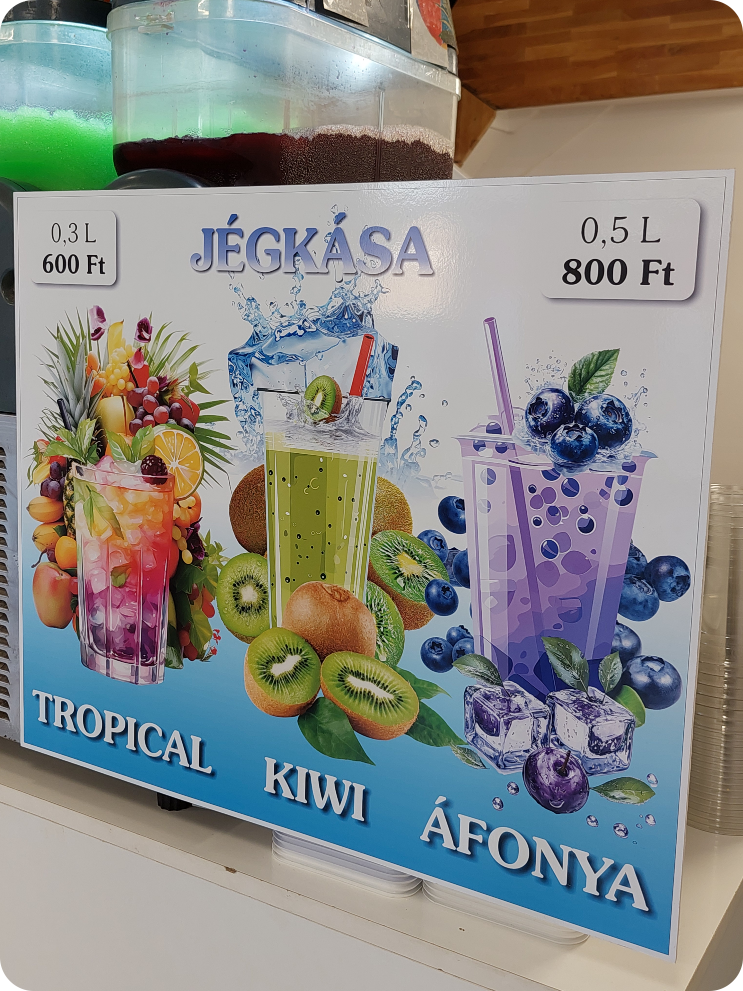 0,3 L
600 Ft
JÉGKÁSA
0,5 L
800 Ft
TROPICAL
KIWI
ÁFONYA